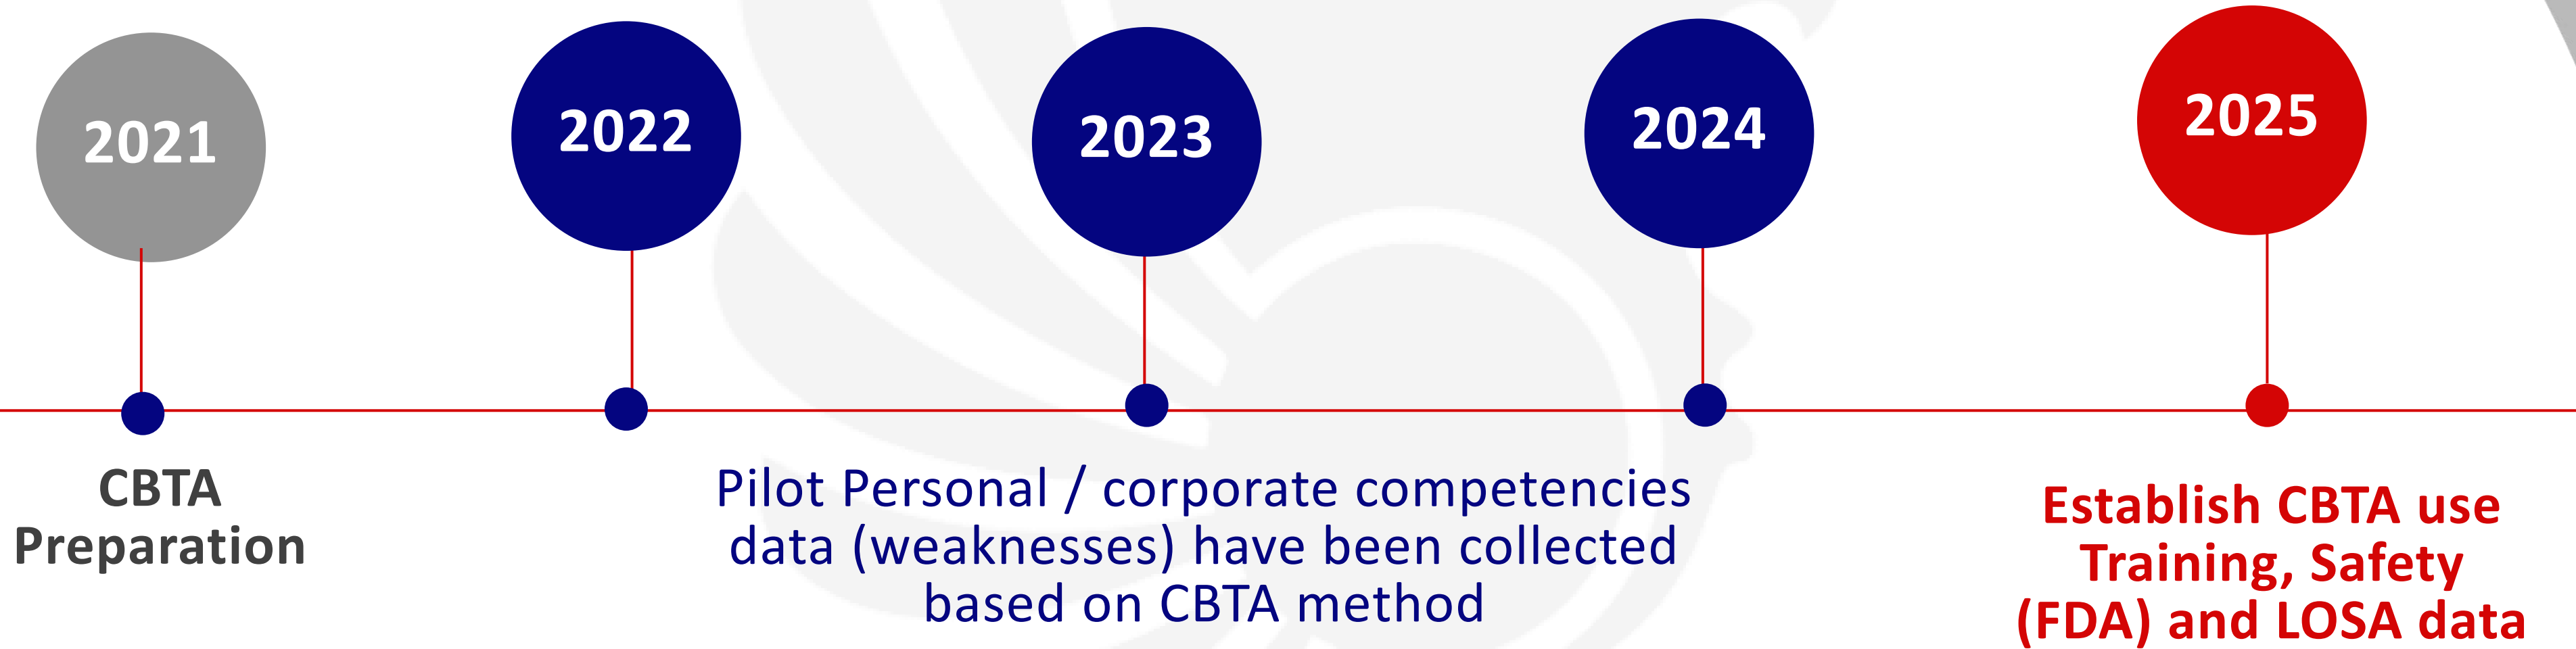 2021
2022
2023
2024
2025
CBTA
Preparation
Pilot Personal / corporate competencies
data (weaknesses) have been collected
based on CBTA method
Establish CBTA use
Training, Safety
(FDA) and LOSA data